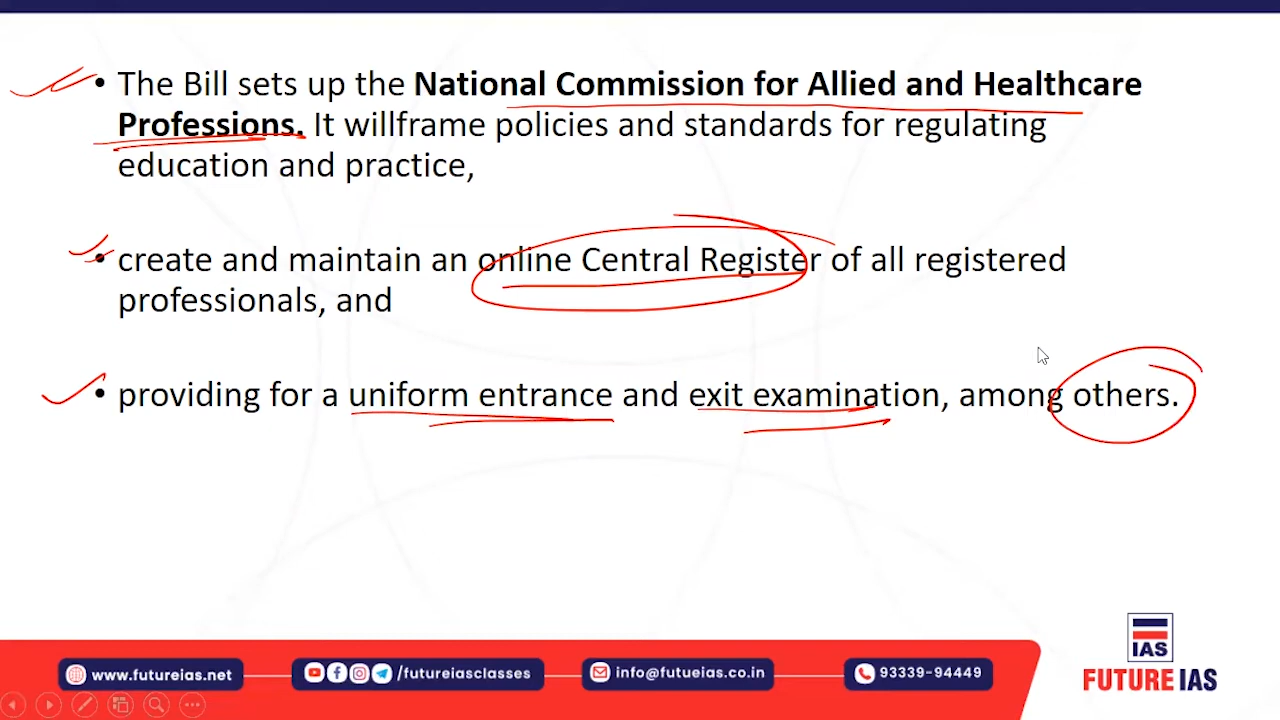 • The Bill sets up the National Commission for Allied and Healthcare
Professions. It willframe policies and standards for regulating
education and practice,
• create and maintain an online Central Register of all registered
professionals, and
• providing for a uniform entrance and exit examination, among others.
www.futureias.net
/futureiasclasses
info@futueias.co.in
93339-94449
IAS
FUTURE IAS